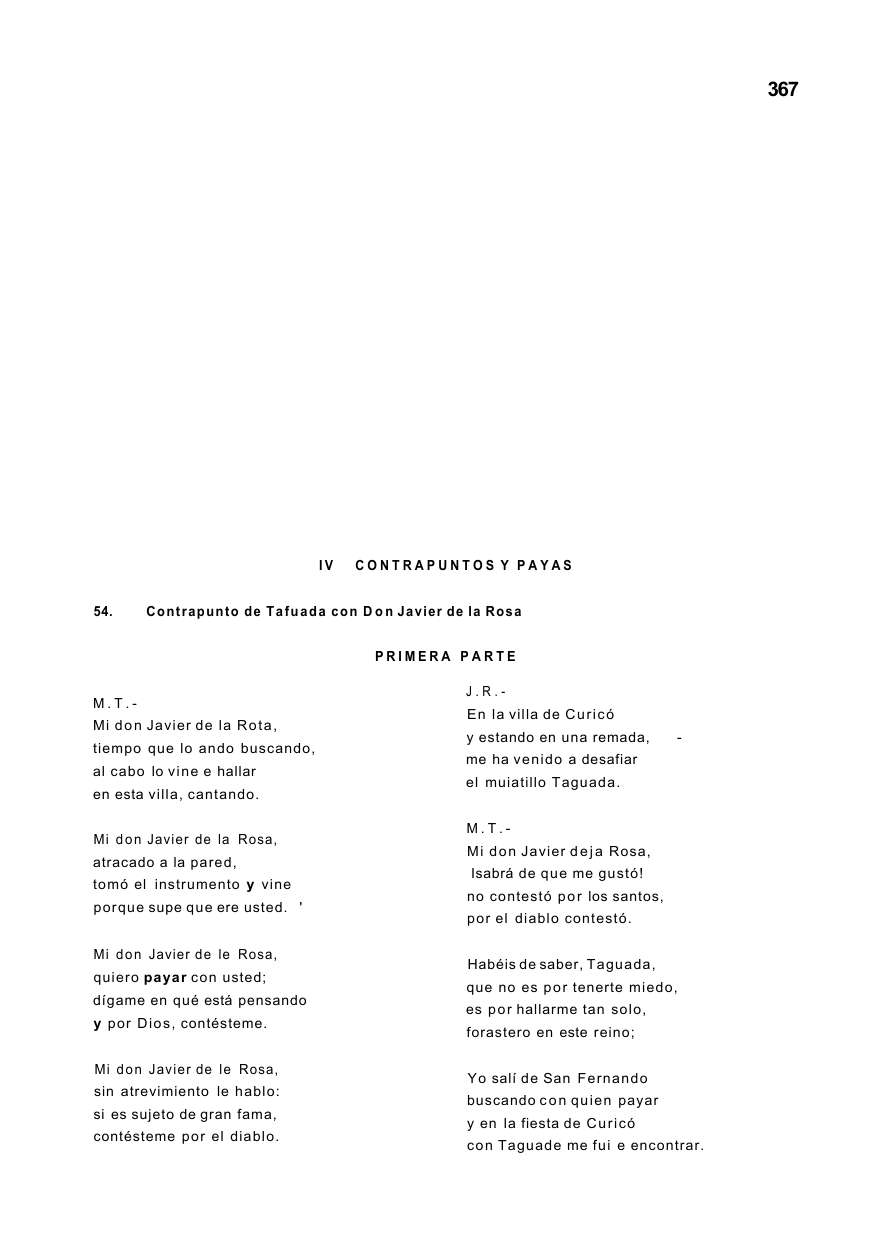 367
IV CONTRAPUNTOS Y PAYAS
54. Contrapunto de Tafuada con Don Javier de la Rosa
PRIMERA PARTE
M.T.-
Mi don Javier de la Rota,
tiempo que lo ando buscando,
al cabo lo vine e hallar
en esta villa, cantando.
Mi don Javier de la Rosa,
atracado a la pared,
tomó el instrumento y vine
porque supe que ere usted. '
Mi don Javier de le Rosa,
quiero payar con usted;
dígame en qué está pensando
y por Dios, contésteme.
Mi don Javier de le Rosa,
sin atrevimiento le hablo:
si es sujeto de gran fama,
contésteme por el diablo.
J.R.-
En la villa de Curicó
y estando en una remada, -
me ha venido a desafiar
el muiatillo Taguada.
M.T.-
Mi don Javier deja Rosa,
Isabrá de que me gustó!
no contestó por los santos,
por el diablo contestó.
Habéis de saber, Taguada,
que no es por tenerte miedo,
es por hallarme tan solo,
forastero en este reino;
Yo salí de San Fernando
buscando con quien payar
y en la fiesta de Curicó
con Taguade me fui e encontrar.